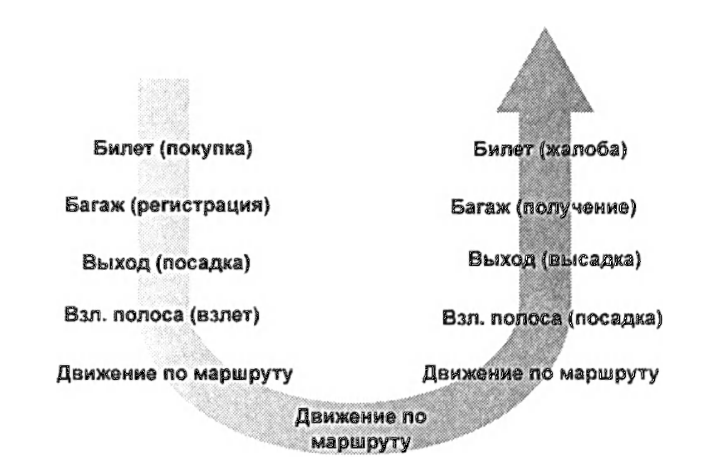 Билет (покупка)
Багаж (регистрация)
Выход (посадка)
Взл. полоса (взлет)
Движение по маршруту
Движение по
маршруту
Движение по маршруту
Взл. полоса (посадка)
Выход (высадка)
Багаж (получение)
Билет (жалоба)